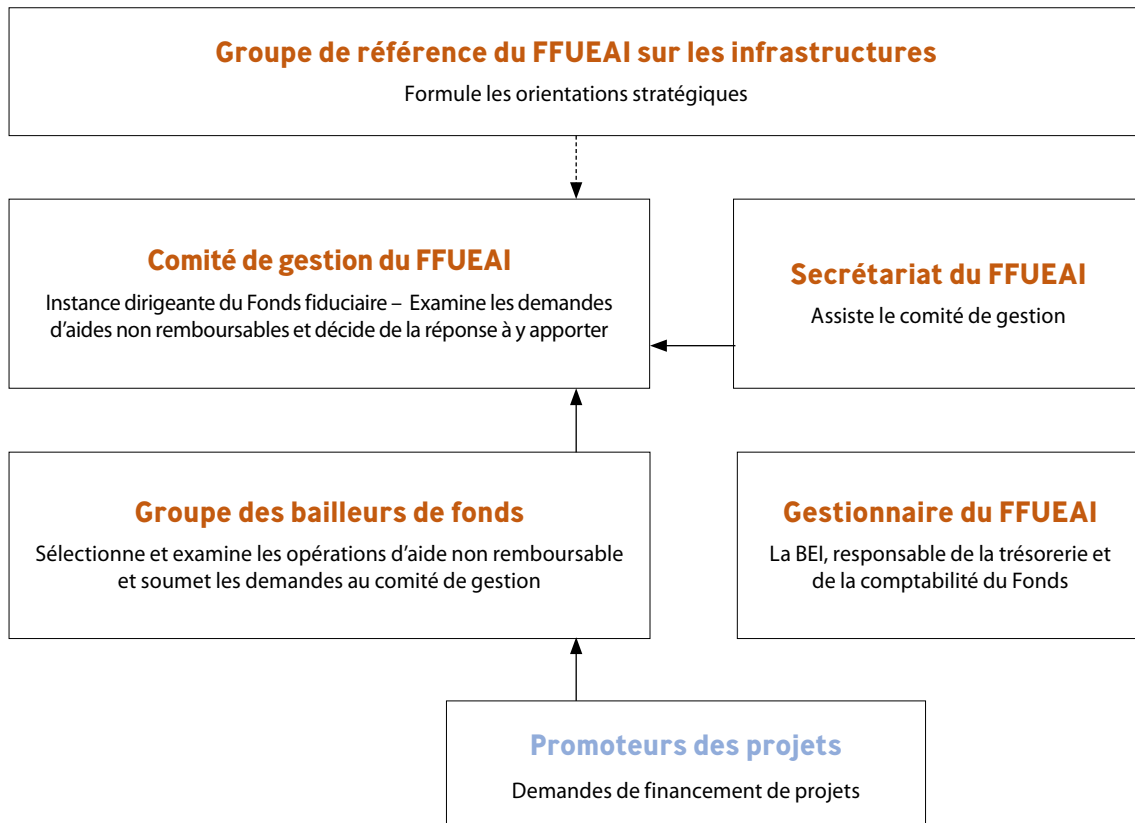 Groupe de référence du FFUEAI sur les infrastructures
Formule les orientations stratégiques
Comité de gestion du FFUEAI
Instance dirigeante du Fonds fiduciaire – Examine les demandes
d'aides non remboursables et décide de la réponse à y apporter
Secrétariat du FFUEAI
Assiste le comité de gestion
Groupe des bailleurs de fonds
Sélectionne et examine les opérations d'aide non remboursable
et soumet les demandes au comité de gestion
Gestionnaire du FFUEAI
La BEI, responsable de la trésorerie et
de la comptabilité du Fonds
Promoteurs des projets
Demandes de financement de projets